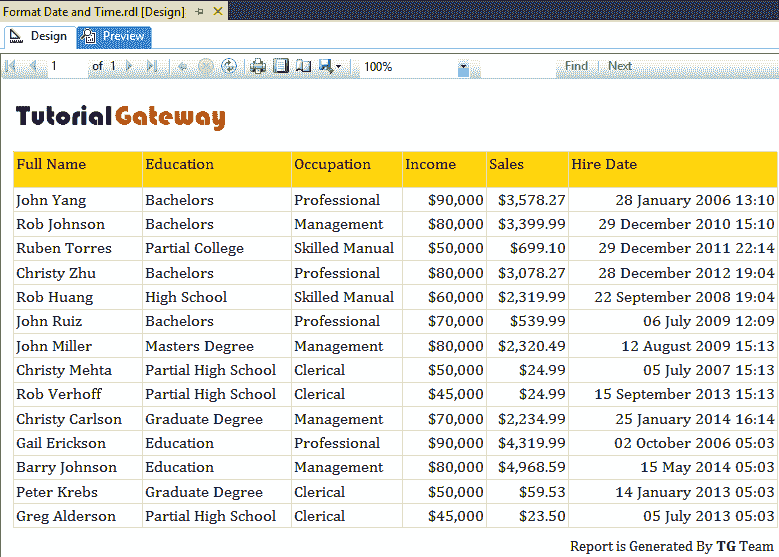 Format Date and Time.rdl [Design]
Design Preview
1 of 1 100% Find | Next
TutorialGateway
Full Name Education Occupation Income Sales Hire Date
John Yang Bachelors Professional $90,000 $3,578.27 28 January 2006 13:10
Rob Johnson Bachelors Management $80,000 $3,399.99 29 December 2010 15:10
Ruben Torres Partial College Skilled Manual $50,000 $699.10 29 December 2011 22:14
Christy Zhu Bachelors Professional $80,000 $3,078.27 28 December 2012 19:04
Rob Huang High School Skilled Manual $60,000 $2,319.99 22 September 2008 19:04
John Ruiz Bachelors Professional $70,000 $539.99 06 July 2009 12:09
John Miller Masters Degree Management $80,000 $2,320.49 12 August 2009 15:13
Christy Mehta Partial High School Clerical $50,000 $24.99 05 July 2007 15:13
Rob Verhoff Partial High School Clerical $45,000 $24.99 15 September 2013 15:13
Christy Carlson Graduate Degree Management $70,000 $2,234.99 25 January 2014 16:14
Gail Erickson Education Professional $90,000 $4,319.99 02 October 2006 05:03
Barry Johnson Education Management $80,000 $4,968.59 15 May 2014 05:03
Peter Krebs Graduate Degree Clerical $50,000 $59.53 14 January 2013 05:03
Greg Alderson Partial High School Clerical $45,000 $23.50 05 July 2013 05:03
Report is Generated By TG Team